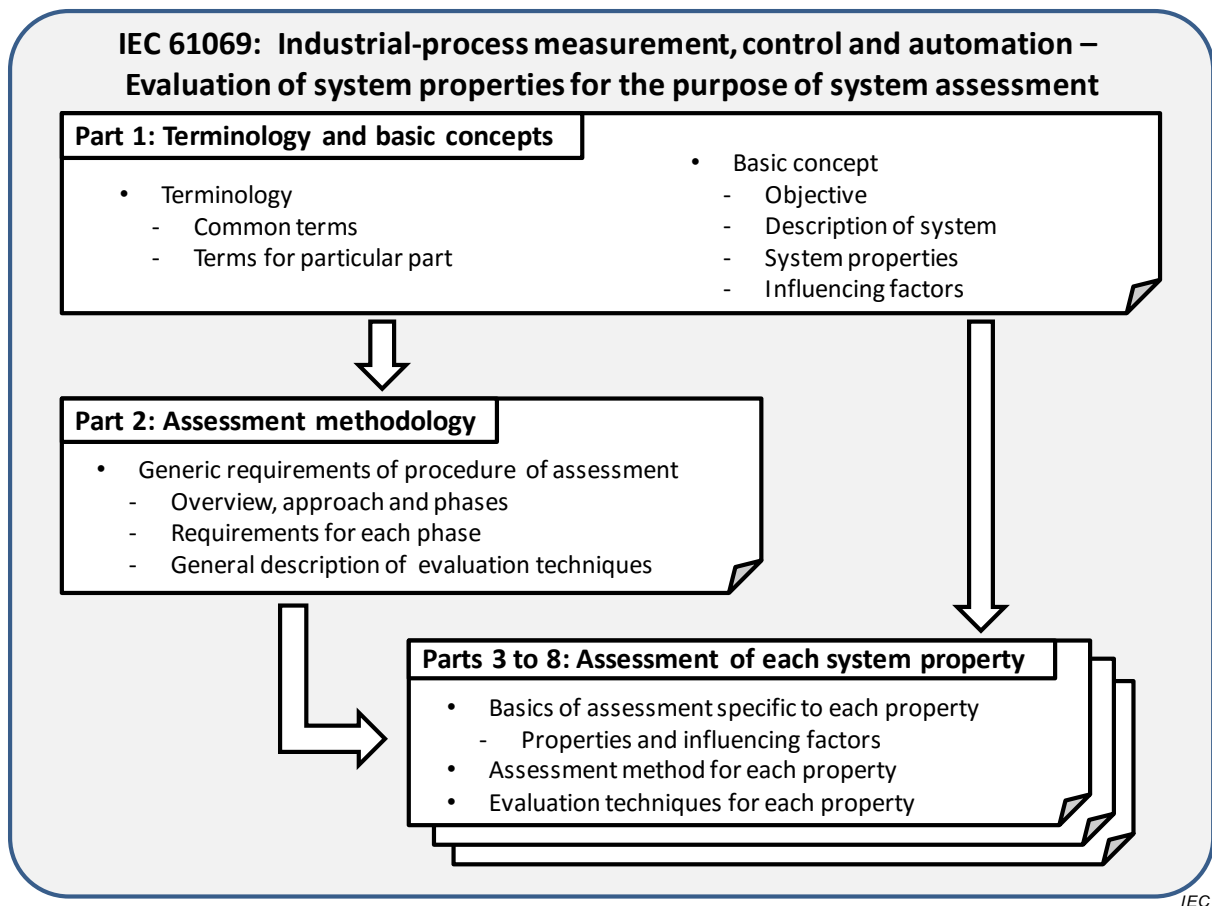 IEC 61069: Industrial-process measurement, control and automation –
Evaluation of system properties for the purpose of system assessment
Part 1: Terminology and basic concepts
• Terminology
- Common terms
- Terms for particular part
• Basic concept
- Objective
- Description of system
- System properties
- Influencing factors
Part 2: Assessment methodology
• Generic requirements of procedure of assessment
- Overview, approach and phases
- Requirements for each phase
- General description of evaluation techniques
Parts 3 to 8: Assessment of each system property
• Basics of assessment specific to each property
- Properties and influencing factors
• Assessment method for each property
• Evaluation techniques for each property
IEC